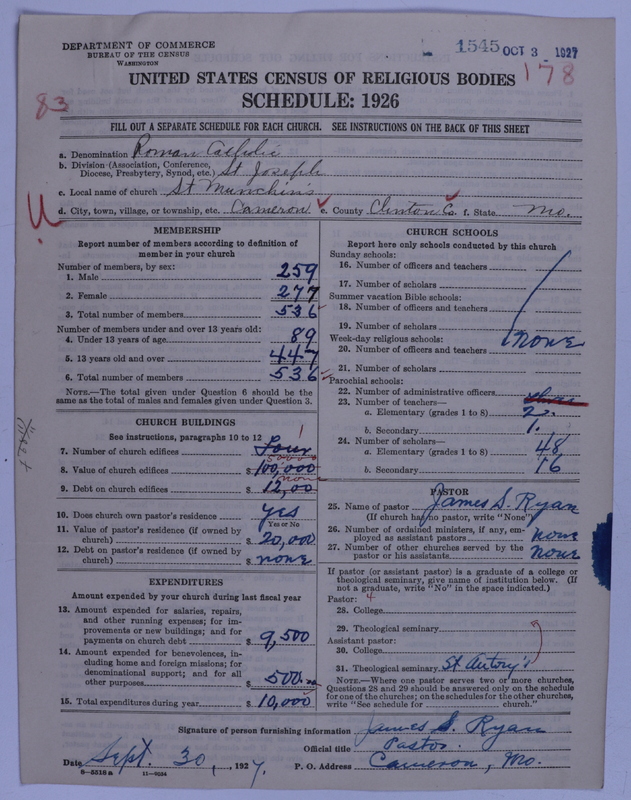 DEPARTMENT OF COMMERCE
BUREAU OF THE CENSUS
WASHINGTON
1545 OCT 3 1927
178
83
UNITED STATES CENSUS OF RELIGIOUS BODIES
SCHEDULE: 1926
FILL OUT A SEPARATE SCHEDULE FOR EACH CHURCH. SEE INSTRUCTIONS ON THE BACK OF THIS SHEET
a. Denomination Roman Catholic
b. Division (Association, Conference,
Diocese, Presbytery, Synod, etc.) St Joseph
c. Local name of church St Munchin's
d. City, town, village, or township, etc. Cameron e. County Clinton Co. f. State Mo.
MEMBERSHIP
Report number of members according to definition of
member in your church
Number of members, by sex:
1. Male 259
2. Female 277
3. Total number of members 536
Number of members under and over 13 years old:
4. Under 13 years of age 89
5. 13 years old and over 447
6. Total number of members 536
NOTE.—The total given under Question 6 should be
same as the total of males and females given under Question 3.
CHURCH BUILDINGS
See instructions, paragraphs 10 to 12
1
7. Number of church edifices Four
8. Value of church edifices $ 100,000
none
9. Debt on church edifices $ 12,00
10. Does church own pastor's residence yes
Yes or No
11. Value of pastor's residence (if owned by
church) $ 20,000
12. Debt on pastor's residence (if owned by
church) $ none
EXPENDITURES
Amount expended by your church during last fiscal year
13. Amount expended for salaries, repairs,
and other running expenses; for im-
provements or new buildings; and for
payments on church debt $ 9,500
14. Amount expended for benevolences, in-
cluding home and foreign missions; for
denominational support; and for all
other purposes $ 500.00
15. Total expenditures during year $ 10,000
CHURCH SCHOOLS
Report here only schools conducted by this church
Sunday schools:
16. Number of officers and teachers
17. Number of scholars
Summer vacation Bible schools:
18. Number of officers and teachers
19. Number of scholars
Week-day religious schools: none
20. Number of officers and teachers
21. Number of scholars
Parochial schools:
22. Number of administrative officers
23. Number of teachers—
a. Elementary (grades 1 to 8) 2.
b. Secondary 1.
24. Number of scholars—
a. Elementary (grades 1 to 8) 48
b. Secondary 16
PASTOR
25. Name of pastor James S. Ryan
(If church has no pastor, write "None")
26. Number of ordained ministers, if any, em-
ployed as assistant pastors none
27. Number of other churches served by the
pastor or his assistants none
If pastor (or assistant pastor) is a graduate of a college or
theological seminary, give name of institution below. (If
not a graduate, write "No" in the space indicated.)
Pastor: 4
28. College
29. Theological seminary
Assistant pastor:
30. College
31. Theological seminary St Antony's
NOTE.—Where one pastor serves two or more churches,
Questions 28 and 29 should be answered only on the schedule
for one of the churches; on the schedules for the other churches,
write "See schedule for church."
Signature of person furnishing information James S. Ryan
Official title Pastor.
Date Sept. 30, 1927. P. O. Address Cameron, Mo.
8—5518 a 11—9034